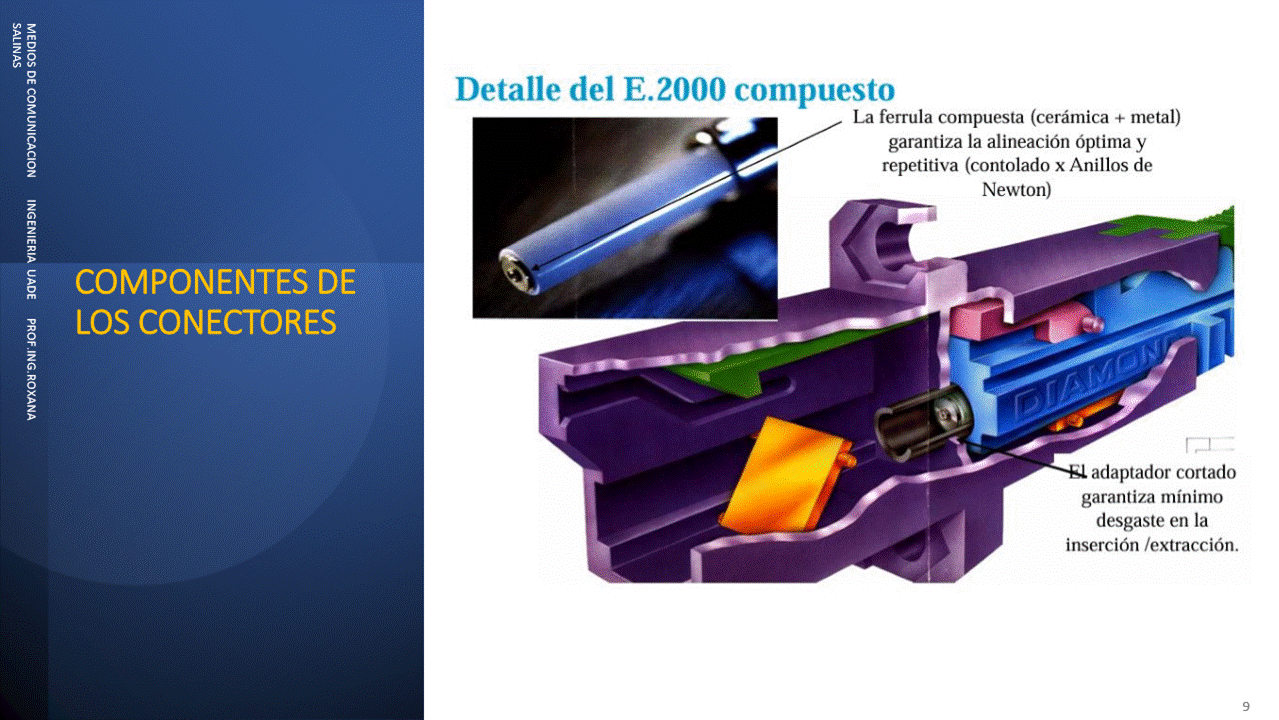 MEDIOS DE COMUNICACION INGENIERIA UADE PROF.ING.ROXANA
SALINAS
COMPONENTES DE
LOS CONECTORES
Detalle del E.2000 compuesto
La ferrula compuesta (cerámica + metal)
garantiza la alineación óptima y
repetitiva (contolado x Anillos de
Newton)
DIAMOND
El adaptador cortado
garantiza mínimo
desgaste en la
inserción /extracción.
9